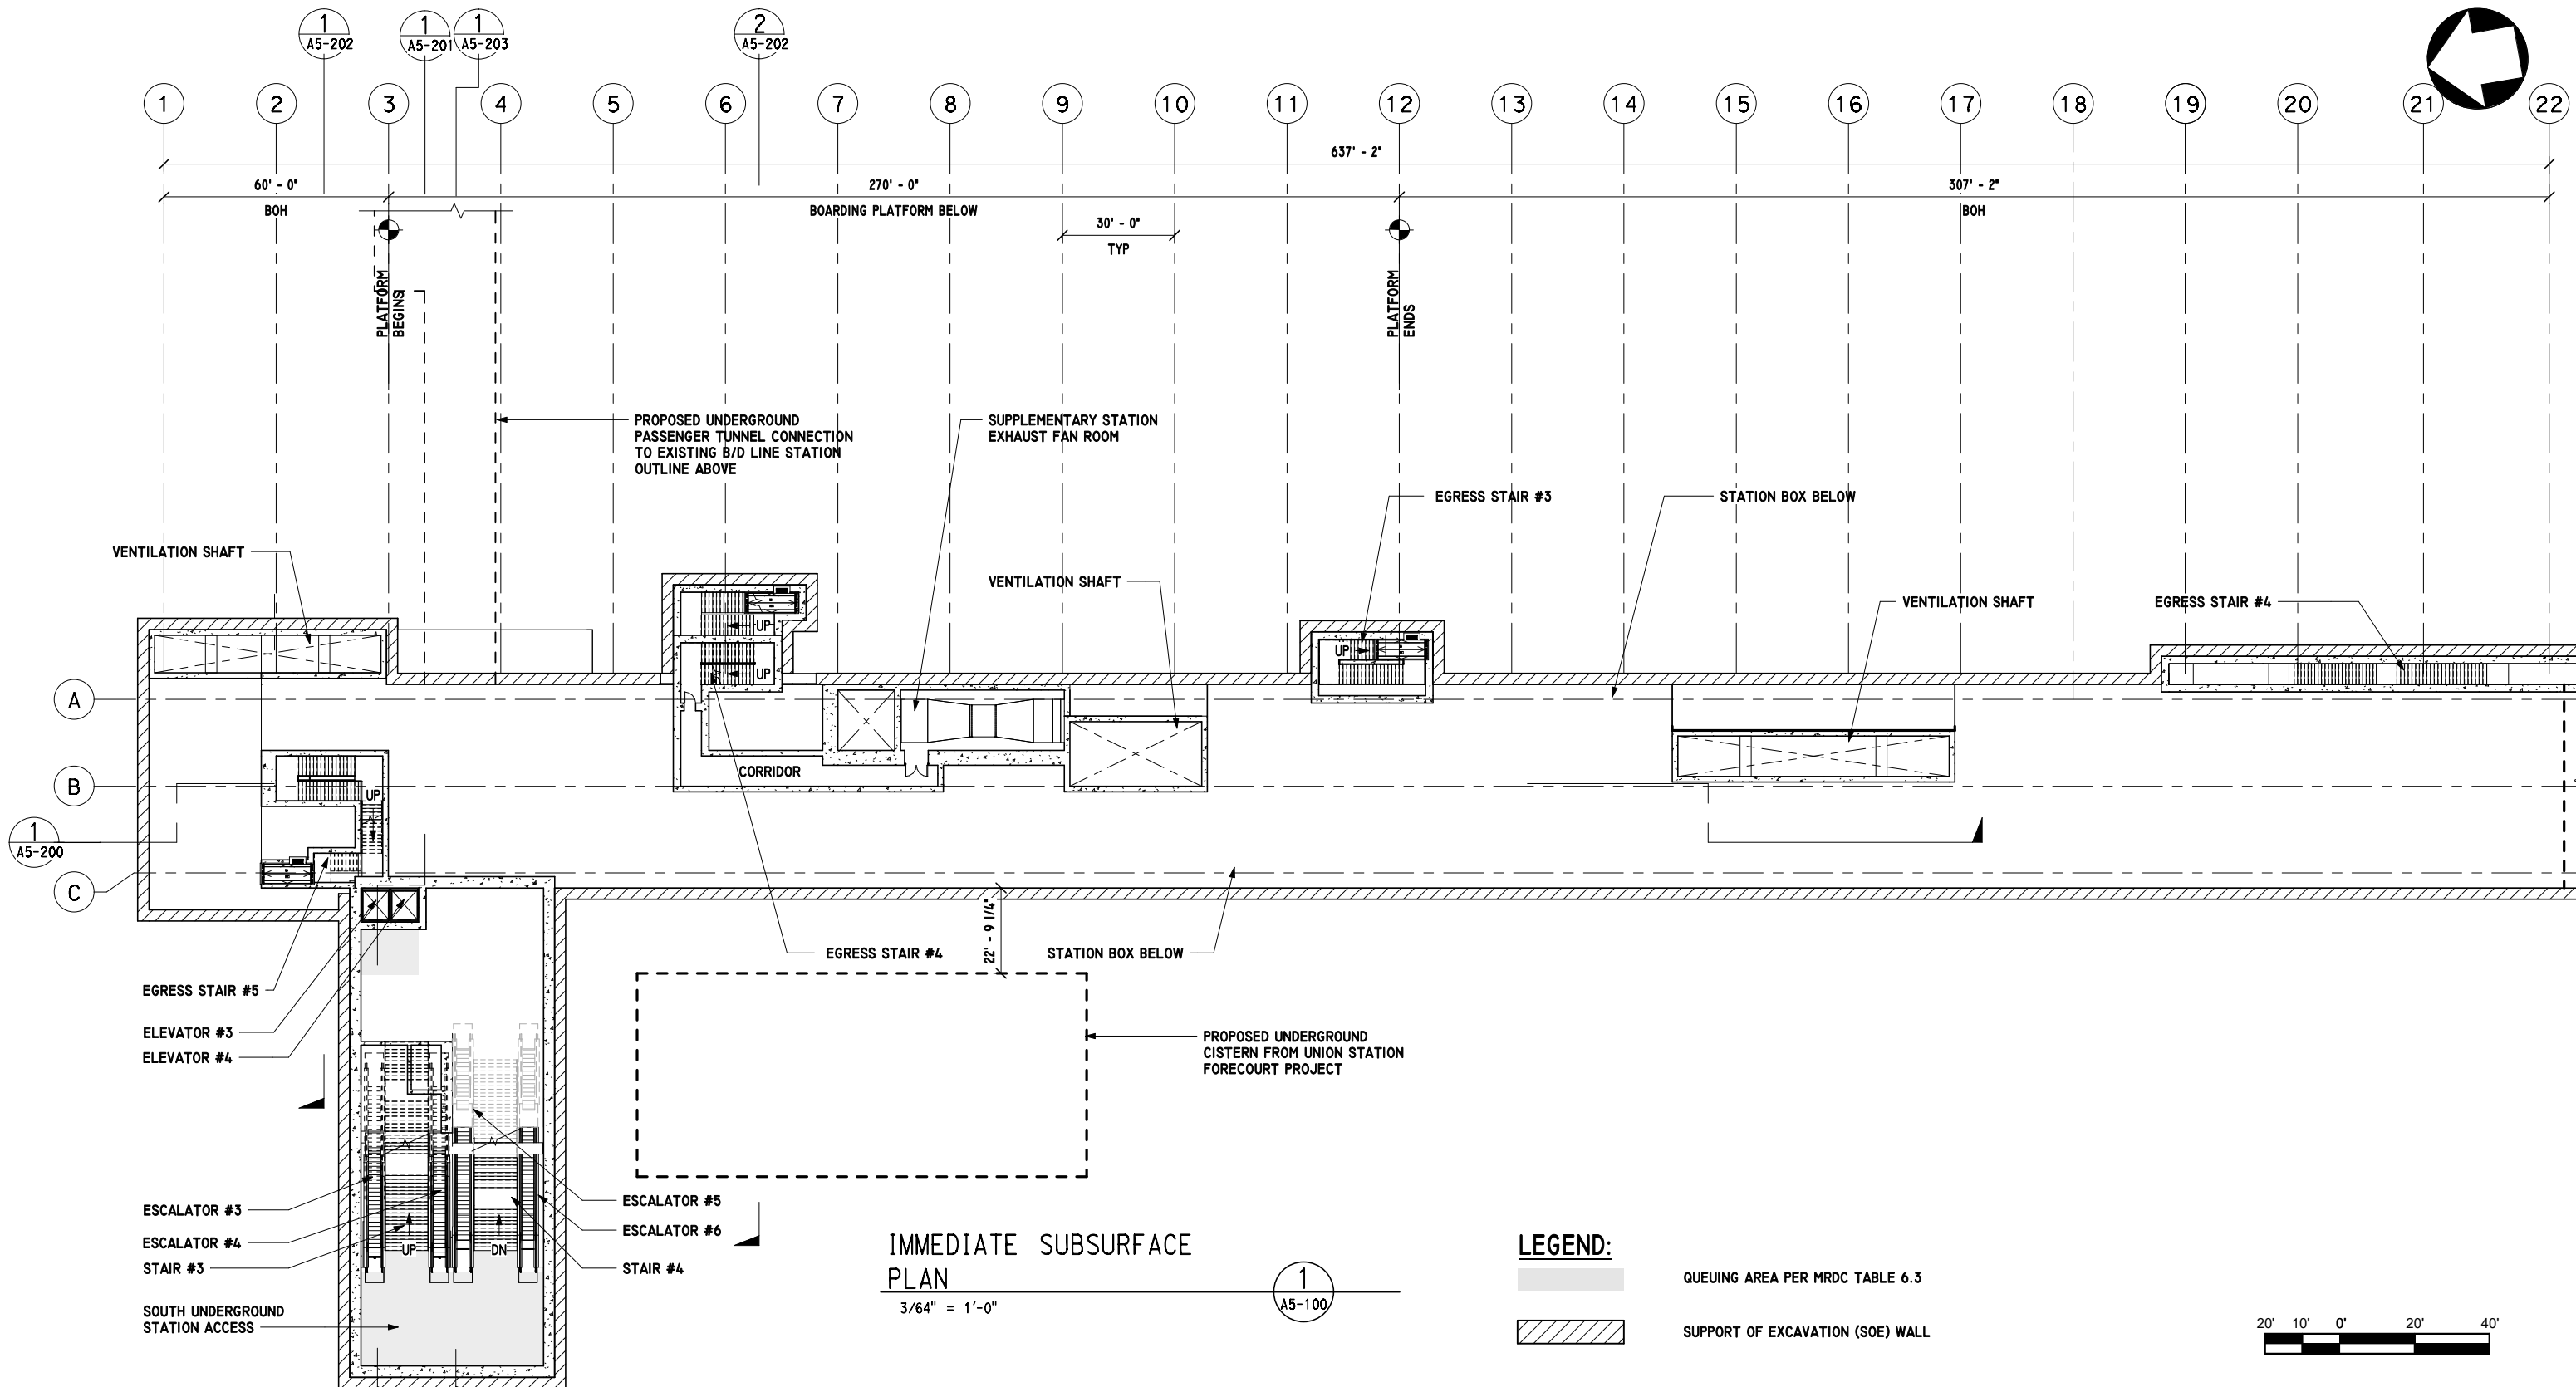 1
A5-202
1
A5-201
1
A5-203
2
A5-202
1 2 3 4 5 6 7 8 9 10 11 12 13 14 15 16 17 18 19 20 21 22
637' - 2"
60' - 0"
270' - 0"
307' - 2"
BOH
BOARDING PLATFORM BELOW
BOH
30' - 0"
TYP
PLATFORM
BEGINS
PLATFORM
ENDS
PROPOSED UNDERGROUND
PASSENGER TUNNEL CONNECTION
TO EXISTING B/D LINE STATION
OUTLINE ABOVE
SUPPLEMENTARY STATION
EXHAUST FAN ROOM
EGRESS STAIR #3
STATION BOX BELOW
VENTILATION SHAFT
VENTILATION SHAFT
VENTILATION SHAFT
EGRESS STAIR #4
UP
UP
UP
A
CORRIDOR
B
UP
1
A5-200
C
22' - 9 1/4"
EGRESS STAIR #4
STATION BOX BELOW
EGRESS STAIR #5
ELEVATOR #3
ELEVATOR #4
PROPOSED UNDERGROUND
CISTERN FROM UNION STATION
FORECOURT PROJECT
ESCALATOR #3
ESCALATOR #4
STAIR #3
UP
DN
ESCALATOR #5
ESCALATOR #6
STAIR #4
SOUTH UNDERGROUND
STATION ACCESS
IMMEDIATE SUBSURFACE
PLAN
3/64" = 1'-0"
1
A5-100
LEGEND:
QUEUING AREA PER MRDC TABLE 6.3
SUPPORT OF EXCAVATION (SOE) WALL
20' 10' 0' 20' 40'